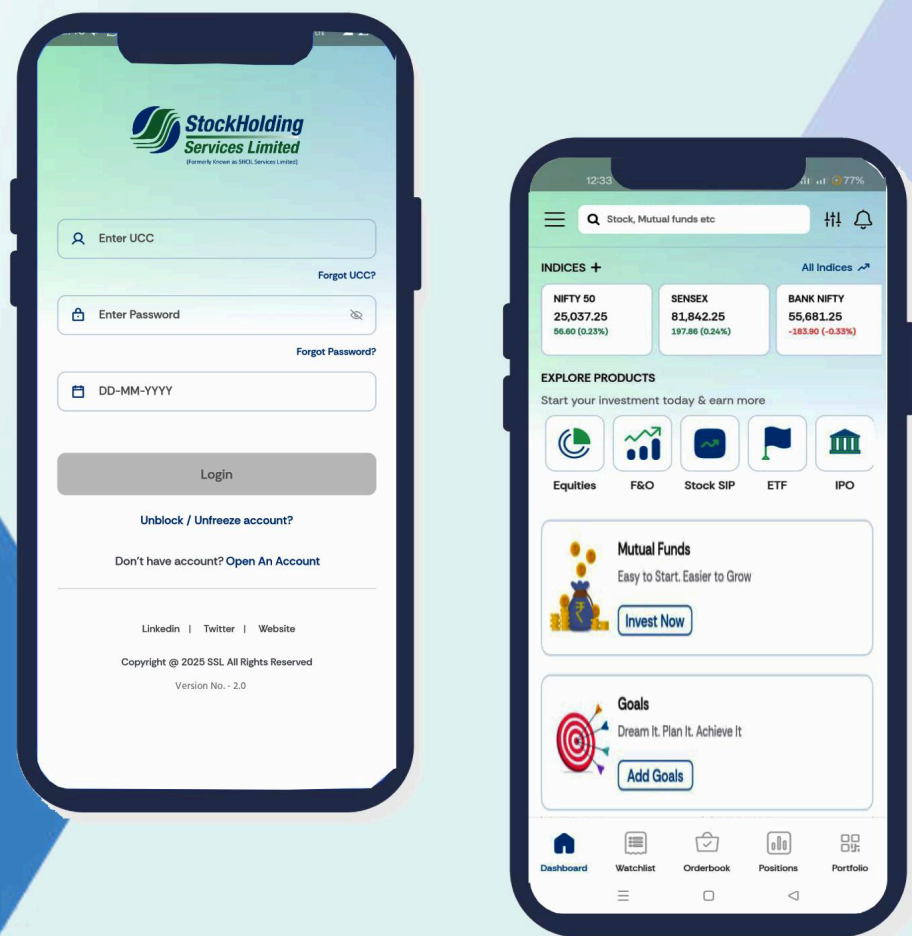 StockHolding
Services Limited
(Formerly Known as SHCIL Services Limited)
Enter UCC
Forgot UCC?
Enter Password
Forgot Password?
DD-MM-YYYY
Login
Unblock / Unfreeze account?
Don't have account? Open An Account
Linkedin | Twitter | Website
Copyright @ 2025 SSL All Rights Reserved
Version No. - 2.0
12:33
77%
Stock, Mutual funds etc
INDICES +
All Indices
NIFTY 50
25,037.25
56.60 (0.23%)
SENSEX
81,842.25
197.86 (0.24%)
BANK NIFTY
55,681.25
-183.90 (-0.33%)
EXPLORE PRODUCTS
Start your investment today & earn more
Equities
F&O
Stock SIP
ETF
IPO
Mutual Funds
Easy to Start. Easier to Grow
Invest Now
Goals
Dream It. Plan It. Achieve It
Add Goals
Dashboard
Watchlist
Orderbook
Positions
Portfolio